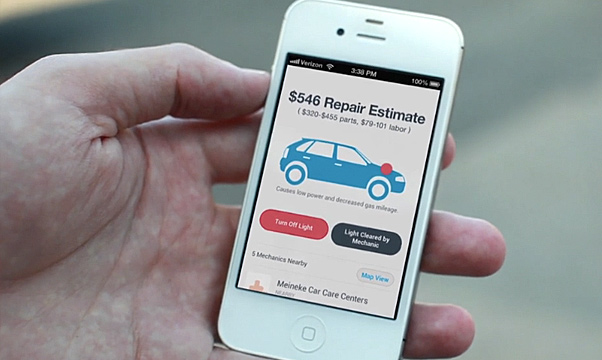 Verizon 3:38 PM 100%
$546 Repair Estimate
( $320-$455 parts, $79-101 labor )
Causes low power and decreased gas mileage.
Turn Off Light
Light Cleared by
Mechanic
5 Mechanics Nearby
Map View
Meineke Car Care Centers
NEARBY